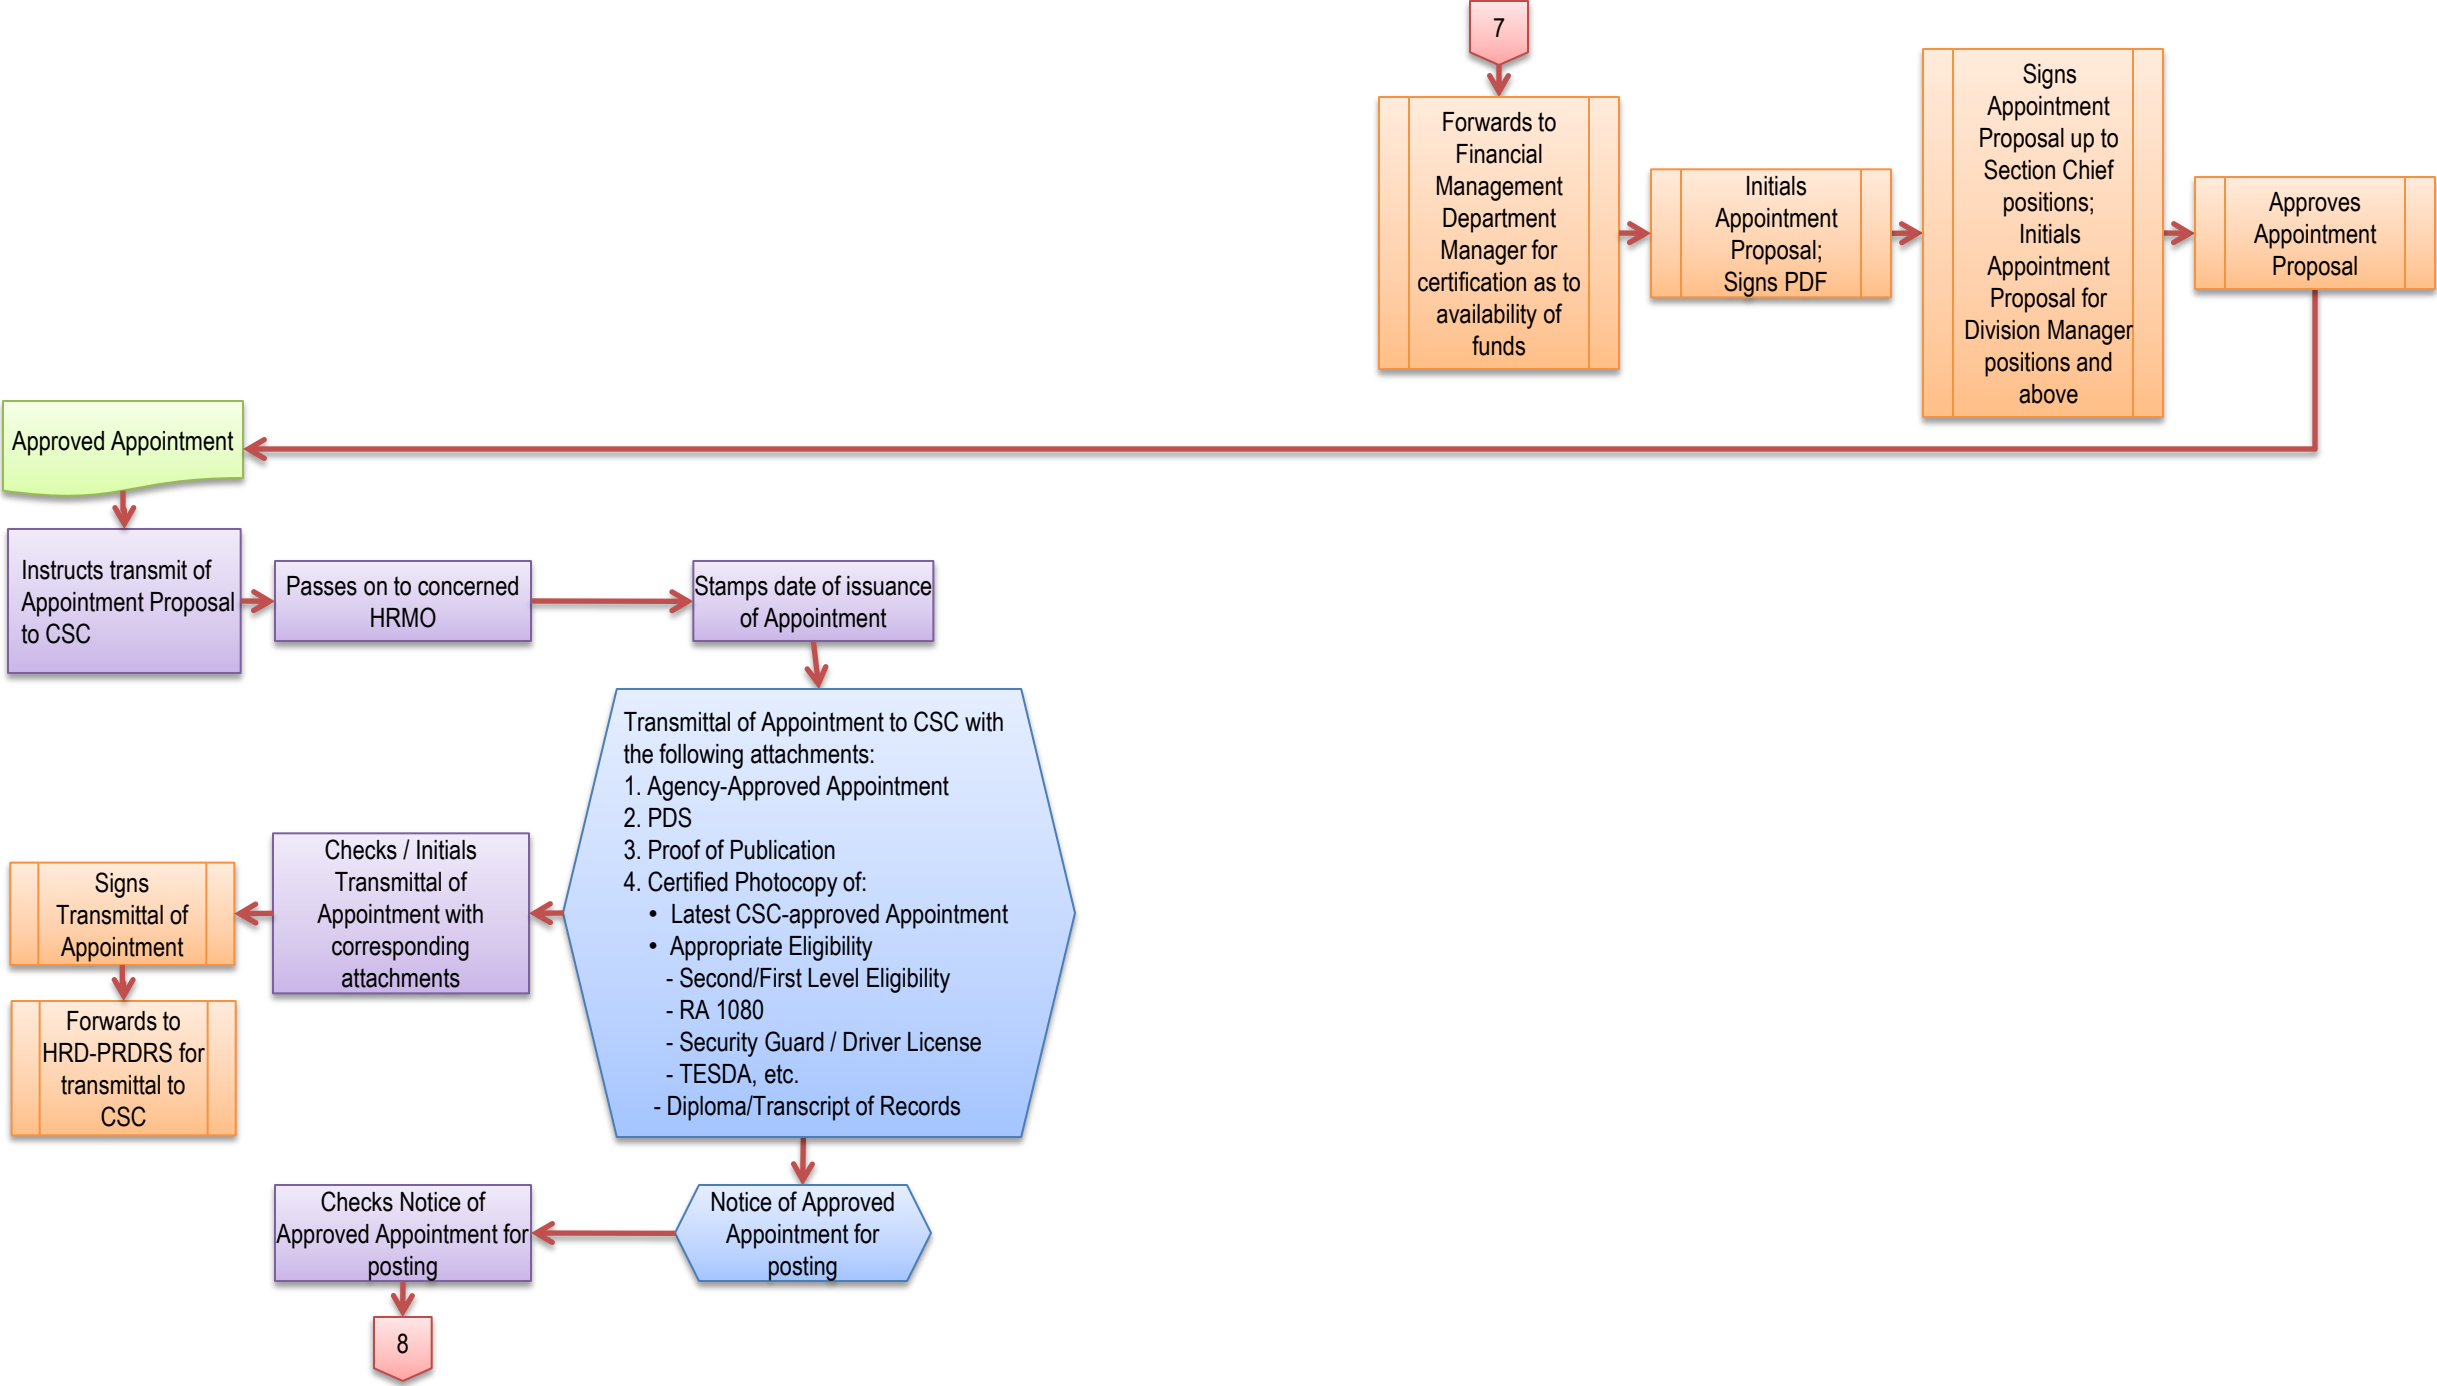 7
Forwards to
Financial
Management
Department
Manager for
certification as to
availability of
funds
Initials
Appointment
Proposal;
Signs PDF
Signs
Appointment
Proposal up to
Section Chief
positions;
Initials
Appointment
Proposal for
Division Manager
positions and
above
Approves
Appointment
Proposal
Approved Appointment
Instructs transmit of
Appointment Proposal
to CSC
Passes on to concerned
HRMO
Stamps date of issuance
of Appointment
Transmittal of Appointment to CSC with
the following attachments:
1. Agency-Approved Appointment
2. PDS
3. Proof of Publication
4. Certified Photocopy of:
• Latest CSC-approved Appointment
• Appropriate Eligibility
- Second/First Level Eligibility
- RA 1080
- Security Guard / Driver License
- TESDA, etc.
- Diploma/Transcript of Records
Checks / Initials
Transmittal of
Appointment with
corresponding
attachments
Signs
Transmittal of
Appointment
Forwards to
HRD-PRDRS for
transmittal to
CSC
Notice of Approved
Appointment for
posting
Checks Notice of
Approved Appointment for
posting
8